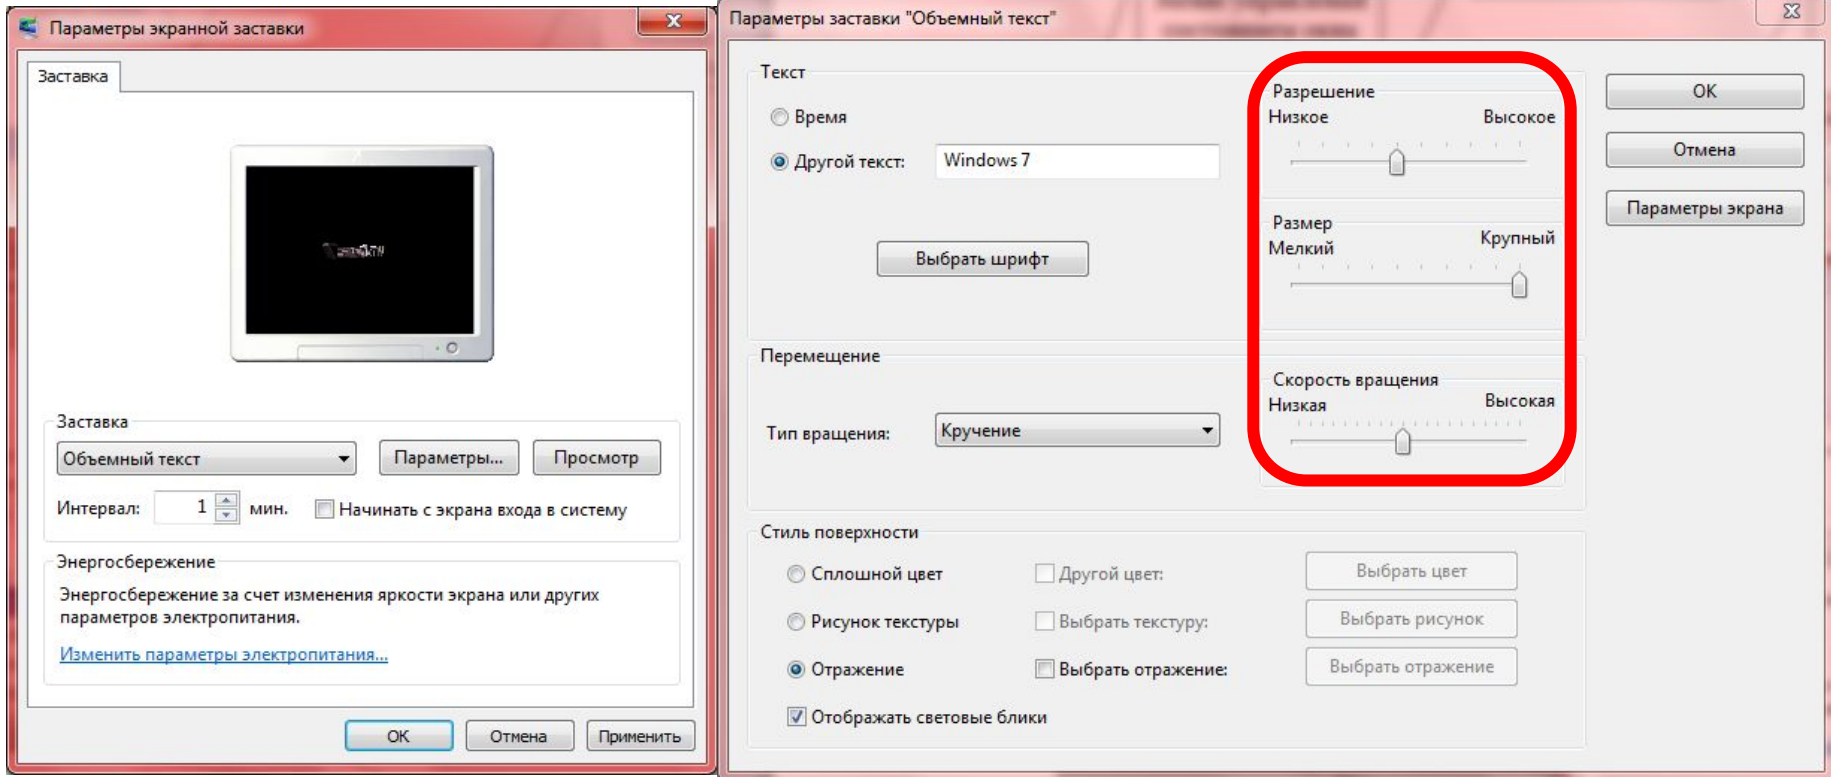 Параметры экранной заставки
Заставка
Заставка
Объемный текст
Параметры...
Просмотр
Интервал:
1
мин.
Начинать с экрана входа в систему
Энергосбережение
Энергосбережение за счет изменения яркости экрана или других
параметров электропитания.
Изменить параметры электропитания...
ОК
Отмена
Применить
Параметры заставки "Объемный текст"
Текст
Время
Другой текст:
Windows 7
Выбрать шрифт
Разрешение
Низкое
Высокое
Размер
Мелкий
Крупный
ОК
Отмена
Параметры экрана
Перемещение
Тип вращения:
Кручение
Скорость вращения
Низкая
Высокая
Стиль поверхности
Сплошной цвет
Другой цвет:
Выбрать цвет
Рисунок текстуры
Выбрать текстуру:
Выбрать рисунок
Отражение
Выбрать отражение:
Выбрать отражение
Отображать световые блики